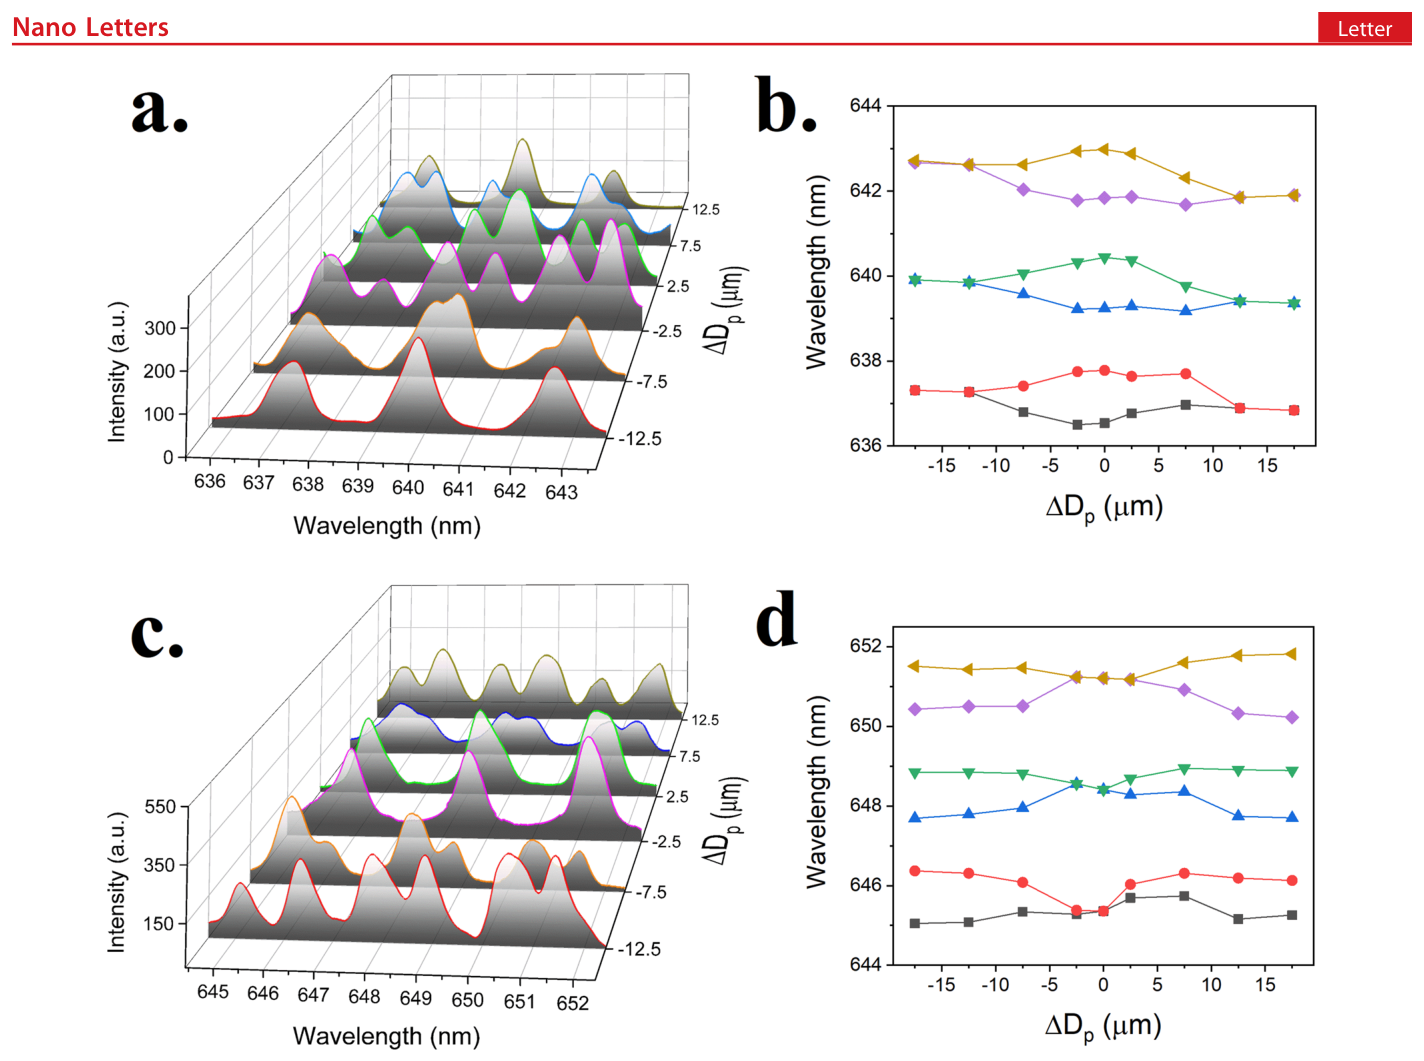 Nano Letters
Letter
a.
Intensity (a.u.)
300
200
100
0
636 637 638 639 640 641 642 643
Wavelength (nm)
12.5
7.5
2.5
-2.5
-7.5
-12.5
ΔDp (μm)
b.
Wavelength (nm)
644
642
640
638
636
-15 -10 -5 0 5 10 15
ΔDp (μm)
c.
Intensity (a.u.)
550
350
150
645 646 647 648 649 650 651 652
Wavelength (nm)
12.5
7.5
2.5
-2.5
-7.5
-12.5
ΔDp (μm)
d
Wavelength (nm)
652
650
648
646
644
-15 -10 -5 0 5 10 15
ΔDp (μm)